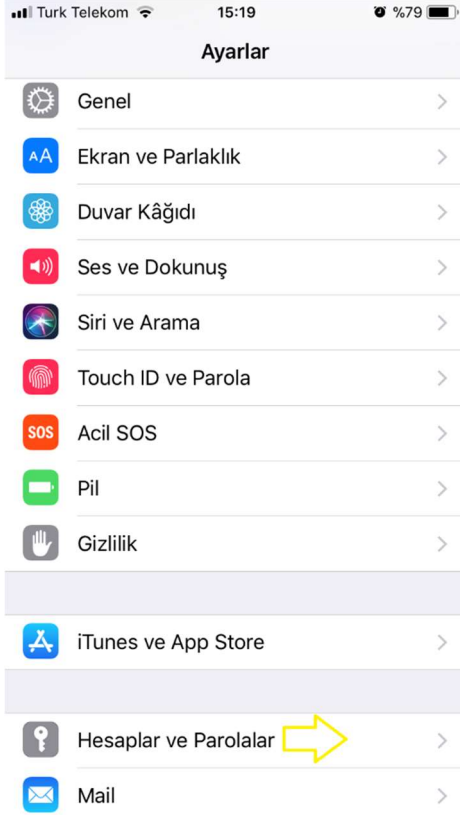 Turk Telekom 15:19 %79
Ayarlar
Genel
AA Ekran ve Parlaklık
Duvar Kâğıdı
Ses ve Dokunuş
Siri ve Arama
Touch ID ve Parola
SOS Acil SOS
Pil
Gizlilik
iTunes ve App Store
Hesaplar ve Parolalar
Mail